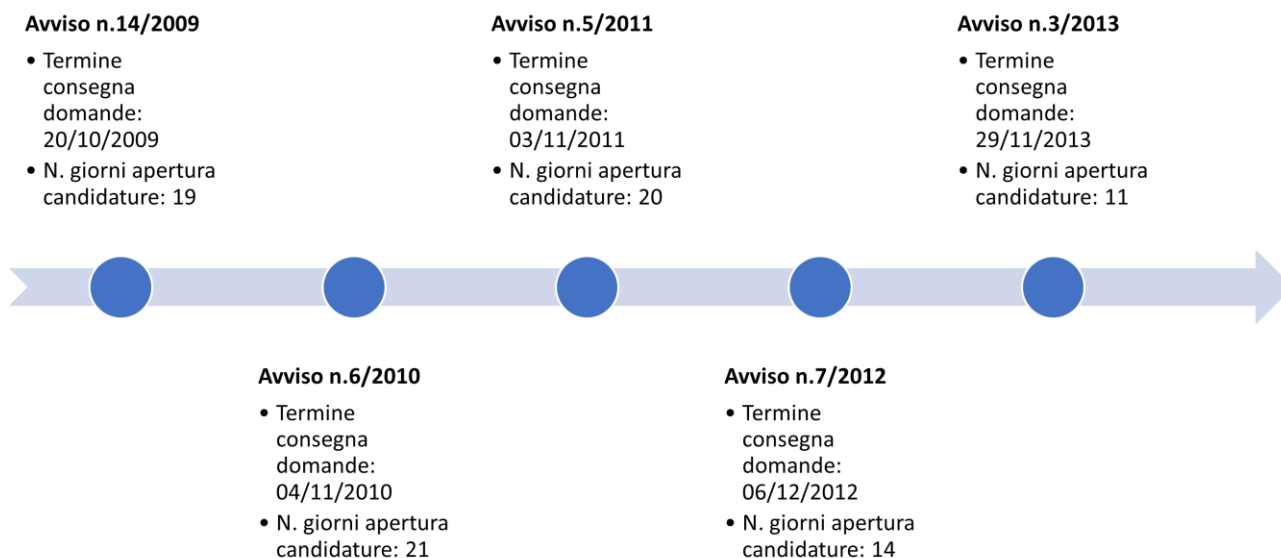 Avviso n.14/2009
• Termine
consegna
domande:
20/10/2009
• N. giorni apertura
candidature: 19
Avviso n.5/2011
• Termine
consegna
domande:
03/11/2011
• N. giorni apertura
candidature: 20
Avviso n.3/2013
• Termine
consegna
domande:
29/11/2013
• N. giorni apertura
candidature: 11
Avviso n.6/2010
• Termine
consegna
domande:
04/11/2010
• N. giorni apertura
candidature: 21
Avviso n.7/2012
• Termine
consegna
domande:
06/12/2012
• N. giorni apertura
candidature: 14